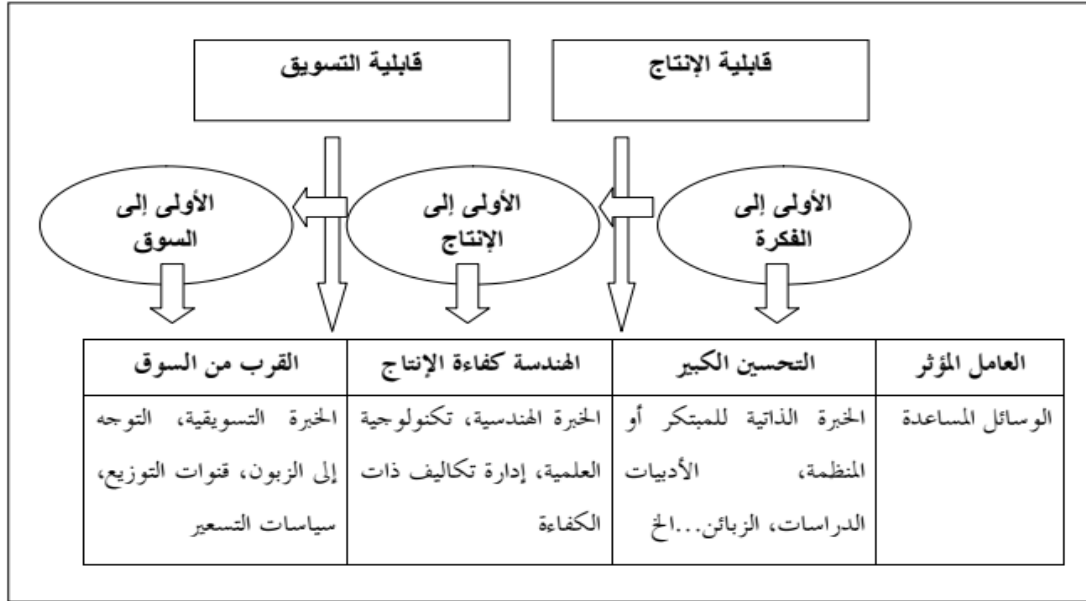 قابلية الإنتاج
قابلية التسويق
الأولى إلى
الفكرة
الأولى إلى
الإنتاج
الأولى إلى
السوق
العامل المؤثر
التحسين الكبير
الهندسة كفاءة الإنتاج
القرب من السوق
الوسائل المساعدة
الخبرة الذاتية للمبتكر أو
المنظمة، الأدبيات
الدراسات، الزبائن...الخ
الخبرة الهندسية، تكنولوجية
العلمية، إدارة تكاليف ذات
الكفاءة
الخبرة التسويقية، التوجه
إلى الزبون، قنوات التوزيع،
سياسات التسعير